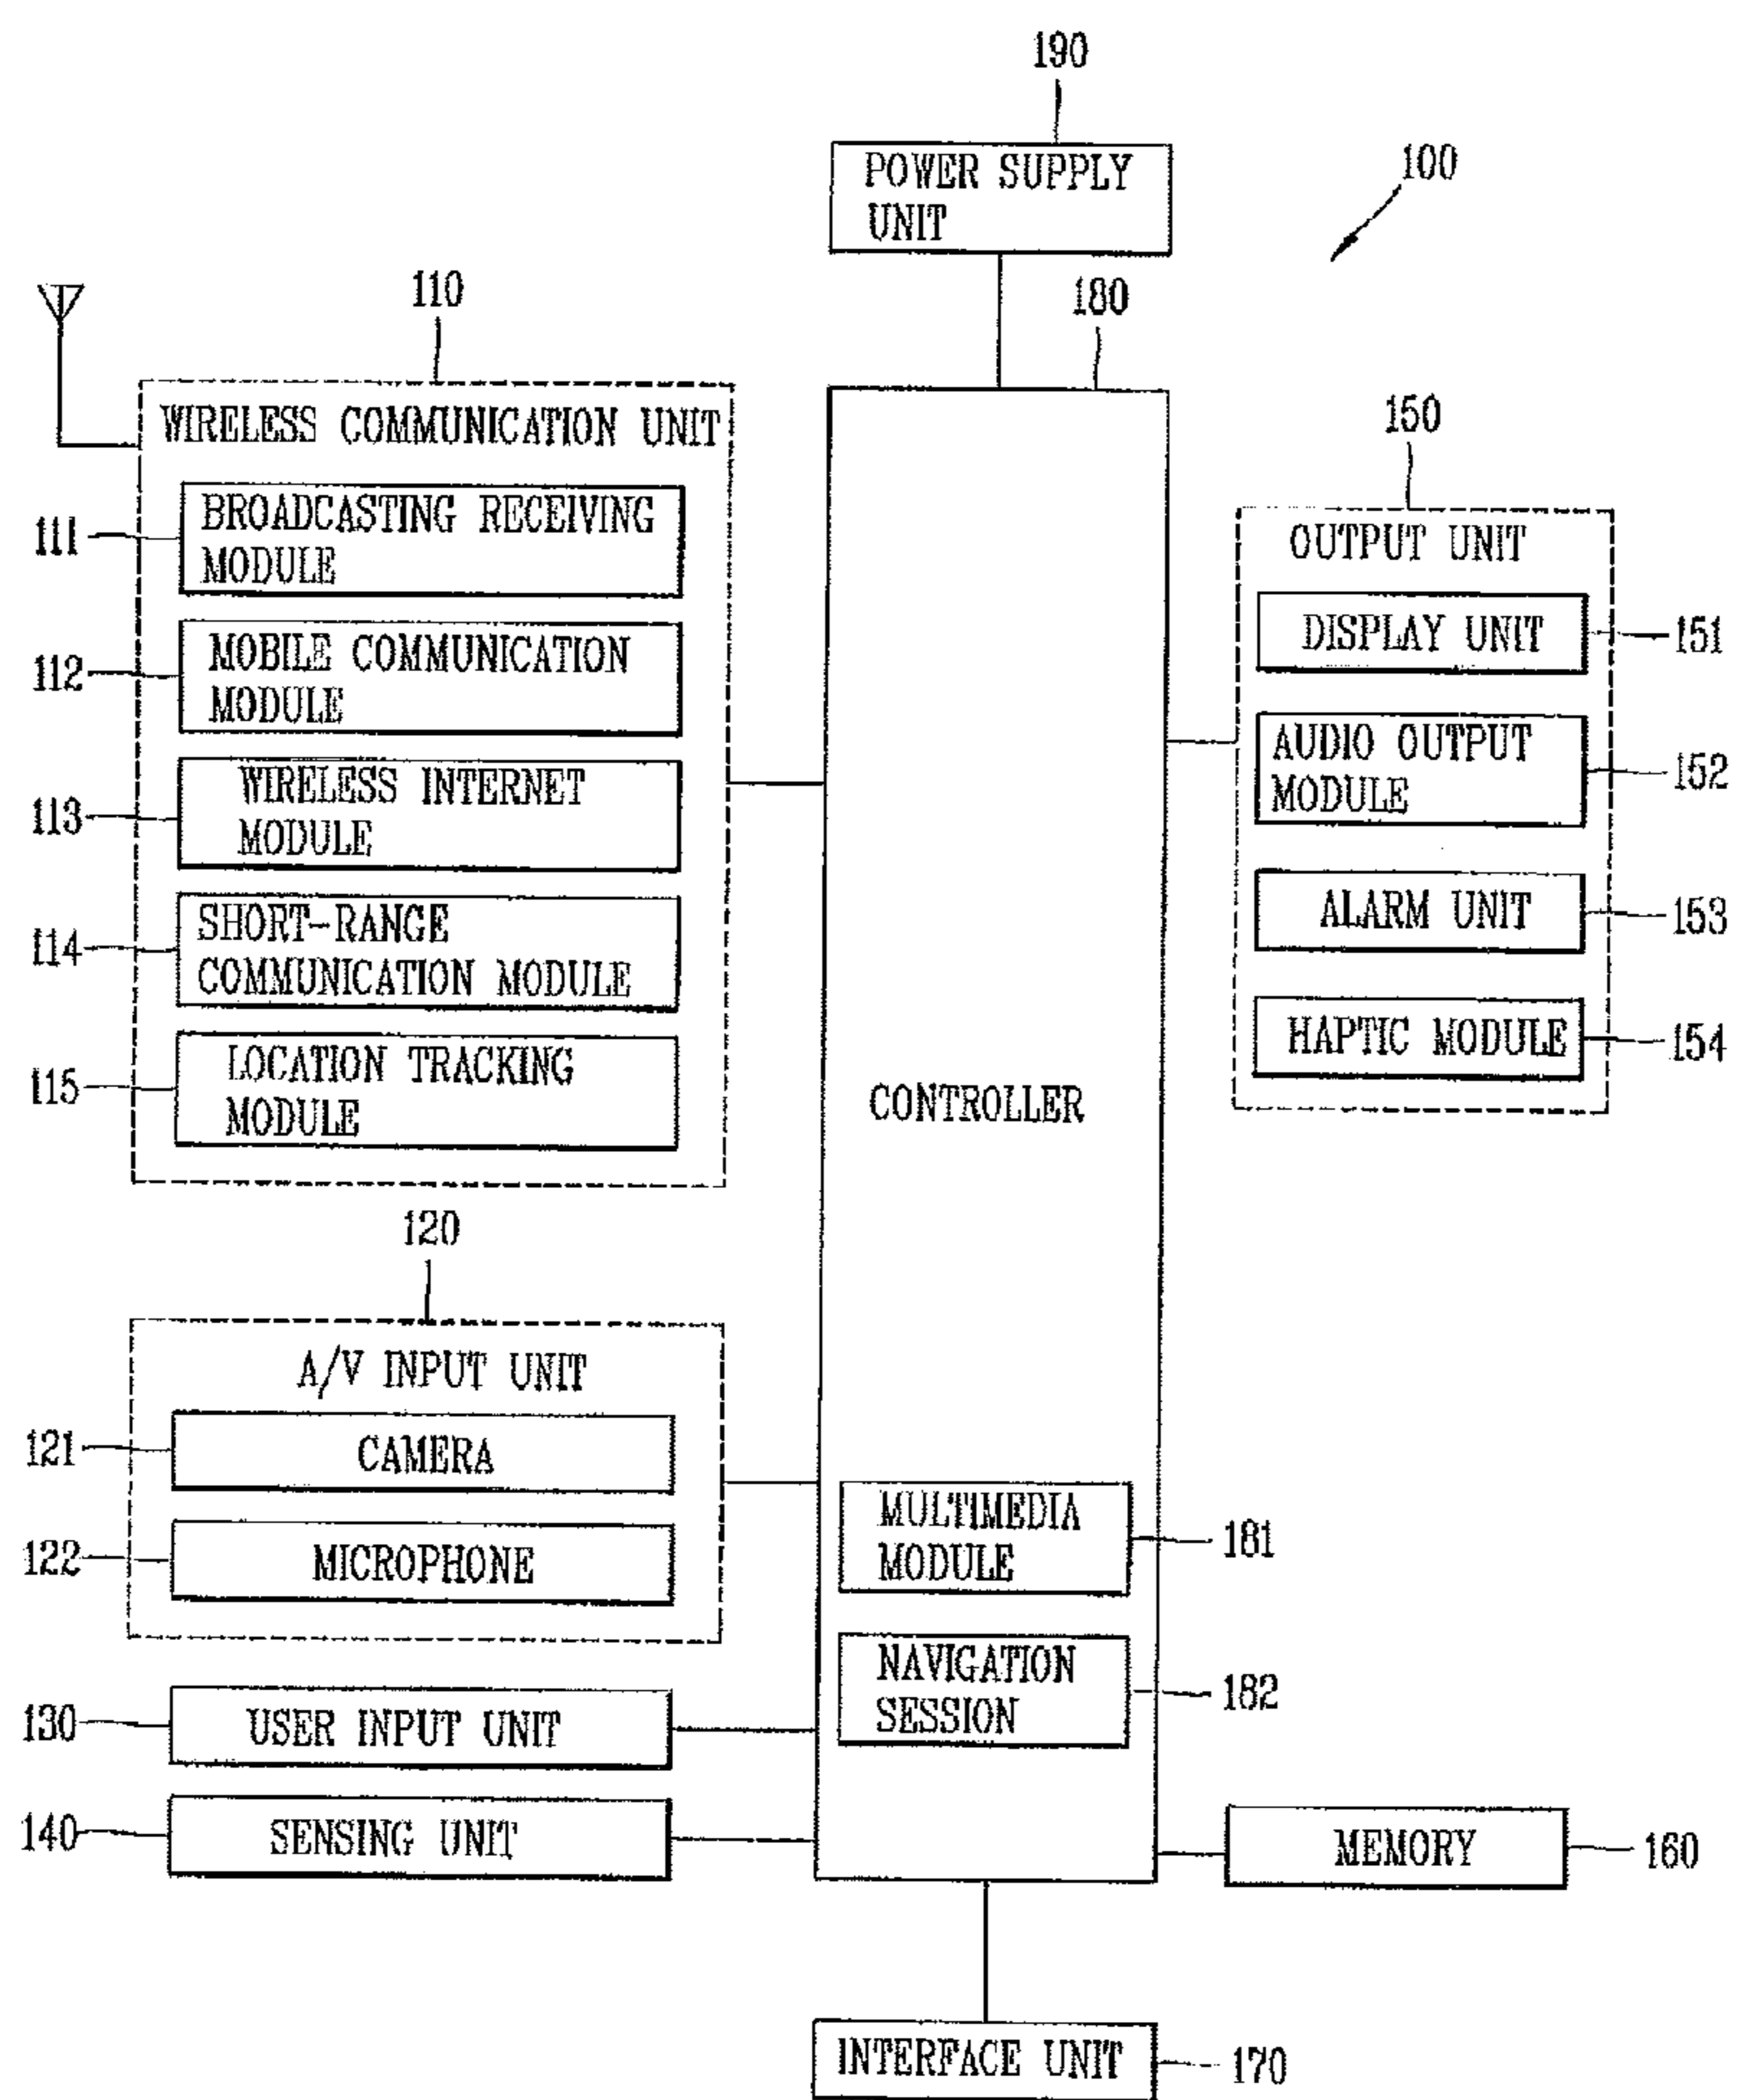 190
POWER SUPPLY
UNIT
100
110
180
WIRELESS COMMUNICATION UNIT
150
111
BROADCASTING RECEIVING
MODULE
OUTPUT UNIT
112
MOBILE COMMUNICATION
MODULE
DISPLAY UNIT
151
113
WIRELESS INTERNET
MODULE
AUDIO OUTPUT
MODULE
152
114
SHORT-RANGE
COMMUNICATION MODULE
ALARM UNIT
153
115
LOCATION TRACKING
MODULE
HAPTIC MODULE
154
CONTROLLER
120
A/V INPUT UNIT
121
CAMERA
122
MICROPHONE
MULTIMEDIA
MODULE
181
NAVIGATION
SESSION
182
130
USER INPUT UNIT
140
SENSING UNIT
MEMORY
160
INTERFACE UNIT
170